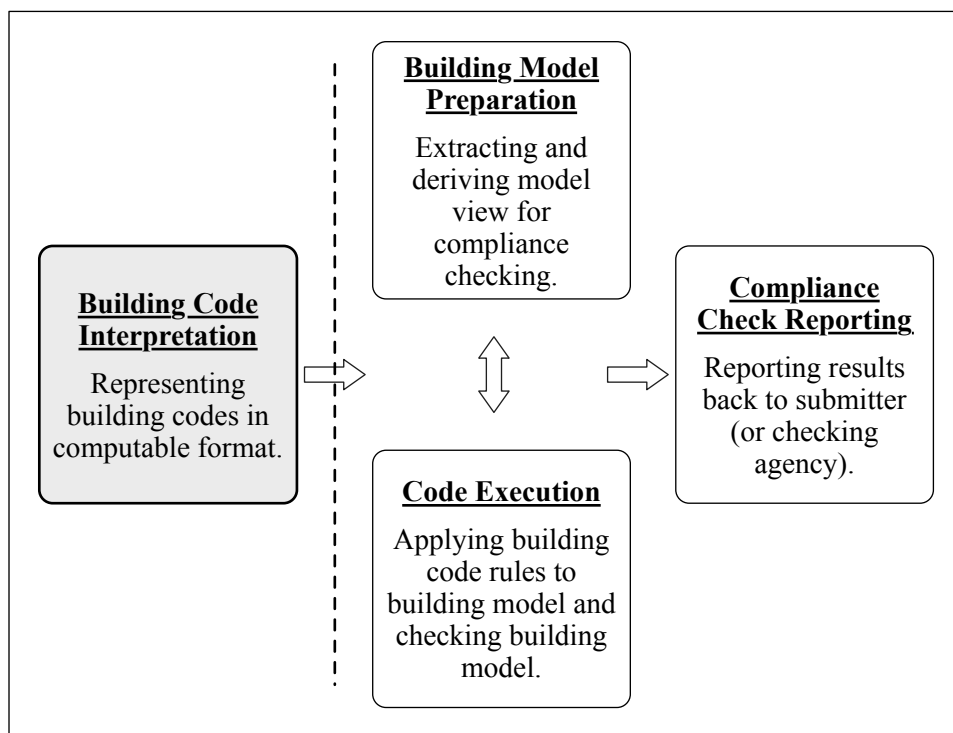 Building Code
Interpretation
Representing
building codes in
computable format.
Building Model
Preparation
Extracting and
deriving model
view for
compliance
checking.
Code Execution
Applying building
code rules to
building model and
checking building
model.
Compliance
Check Reporting
Reporting results
back to submitter
(or checking
agency).